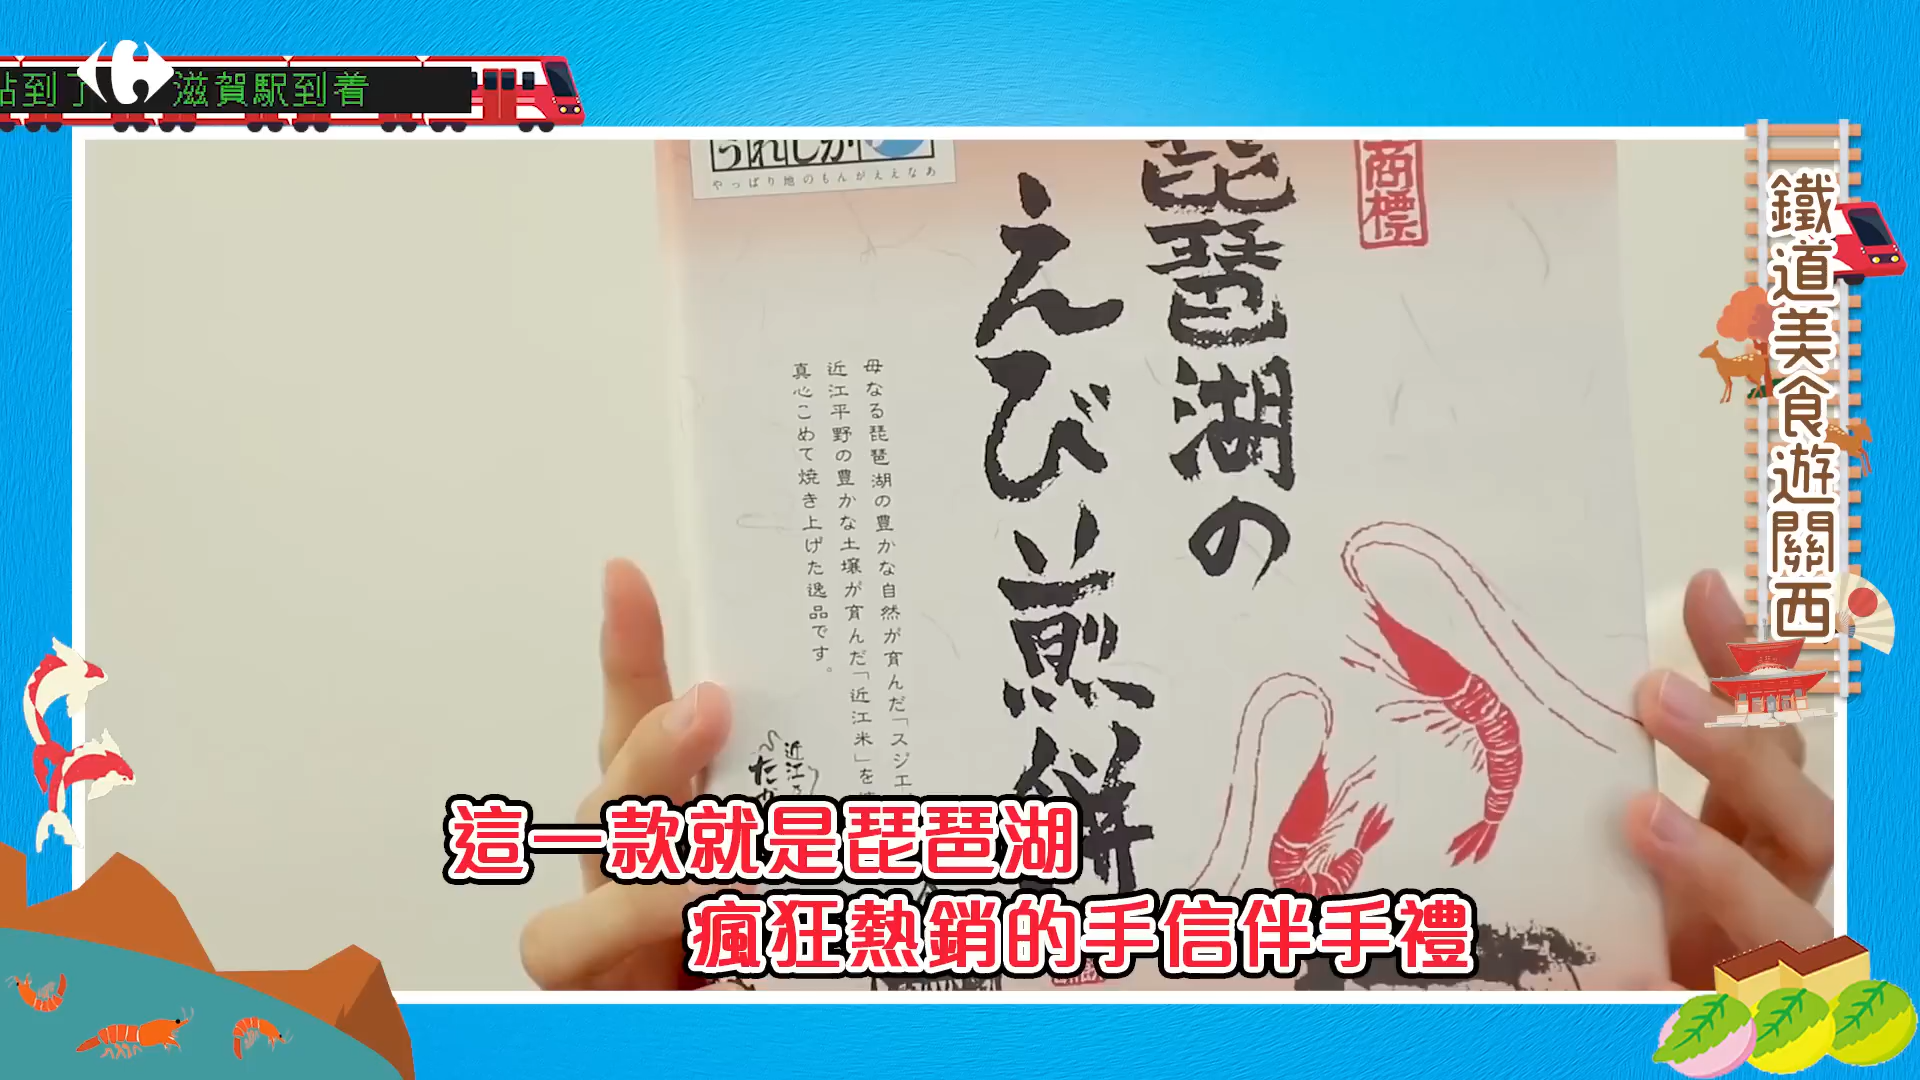 站到了
滋賀駅到着
鐵道美食遊關西
うれしが
やっぱり地のもんがええなあ
商標
琵琶湖の
えび煎餅
母なる琵琶湖の豊かな自然が育んだ「スジエ
近江平野の豊かな土壌が育んだ「近江米」を
真心こめて焼き上げた逸品です。
近江
這一款就是琵琶湖
瘋狂熱銷的手信伴手禮